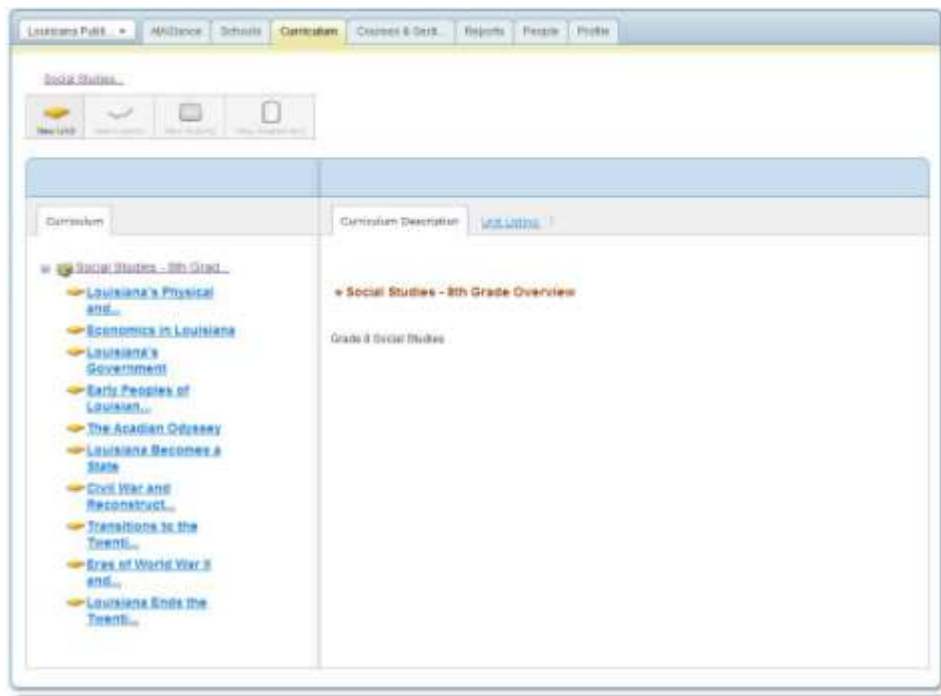 Louisiana Publi... Alliance Schools Curriculum Courses & Secti... Reports People Profile
Social Studies...
New Unit
Curriculum
Curriculum Description Unit Listing
Social Studies - 8th Grad...
Louisiana's Physical
and...
Economics in Louisiana
Louisiana's
Government
Early Peoples of
Louisian...
The Acadian Odyssey
Louisiana Becomes a
State
Civil War and
Reconstruct...
Transitions to the
Twenti...
Eras of World War II
and...
Louisiana Ends the
Twenti...
» Social Studies - 8th Grade Overview
Grade 8 Social Studies